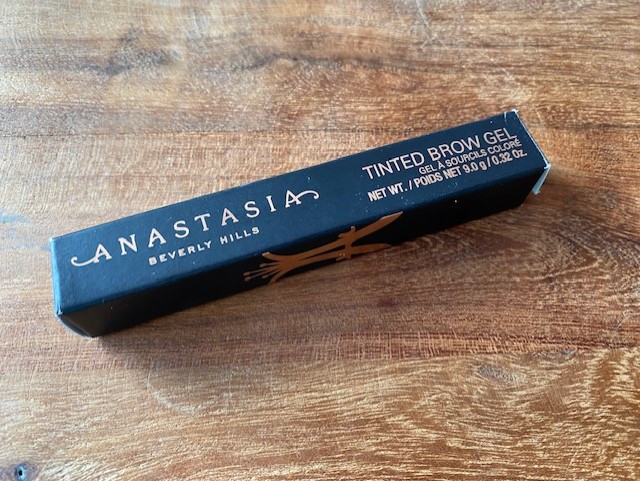 ANASTASIA
BEVERLY HILLS
TINTED BROW GEL
GEL À SOURCILS COLORÉ
NET WT. / POIDS NET 9.0 g / 0.32 Oz.